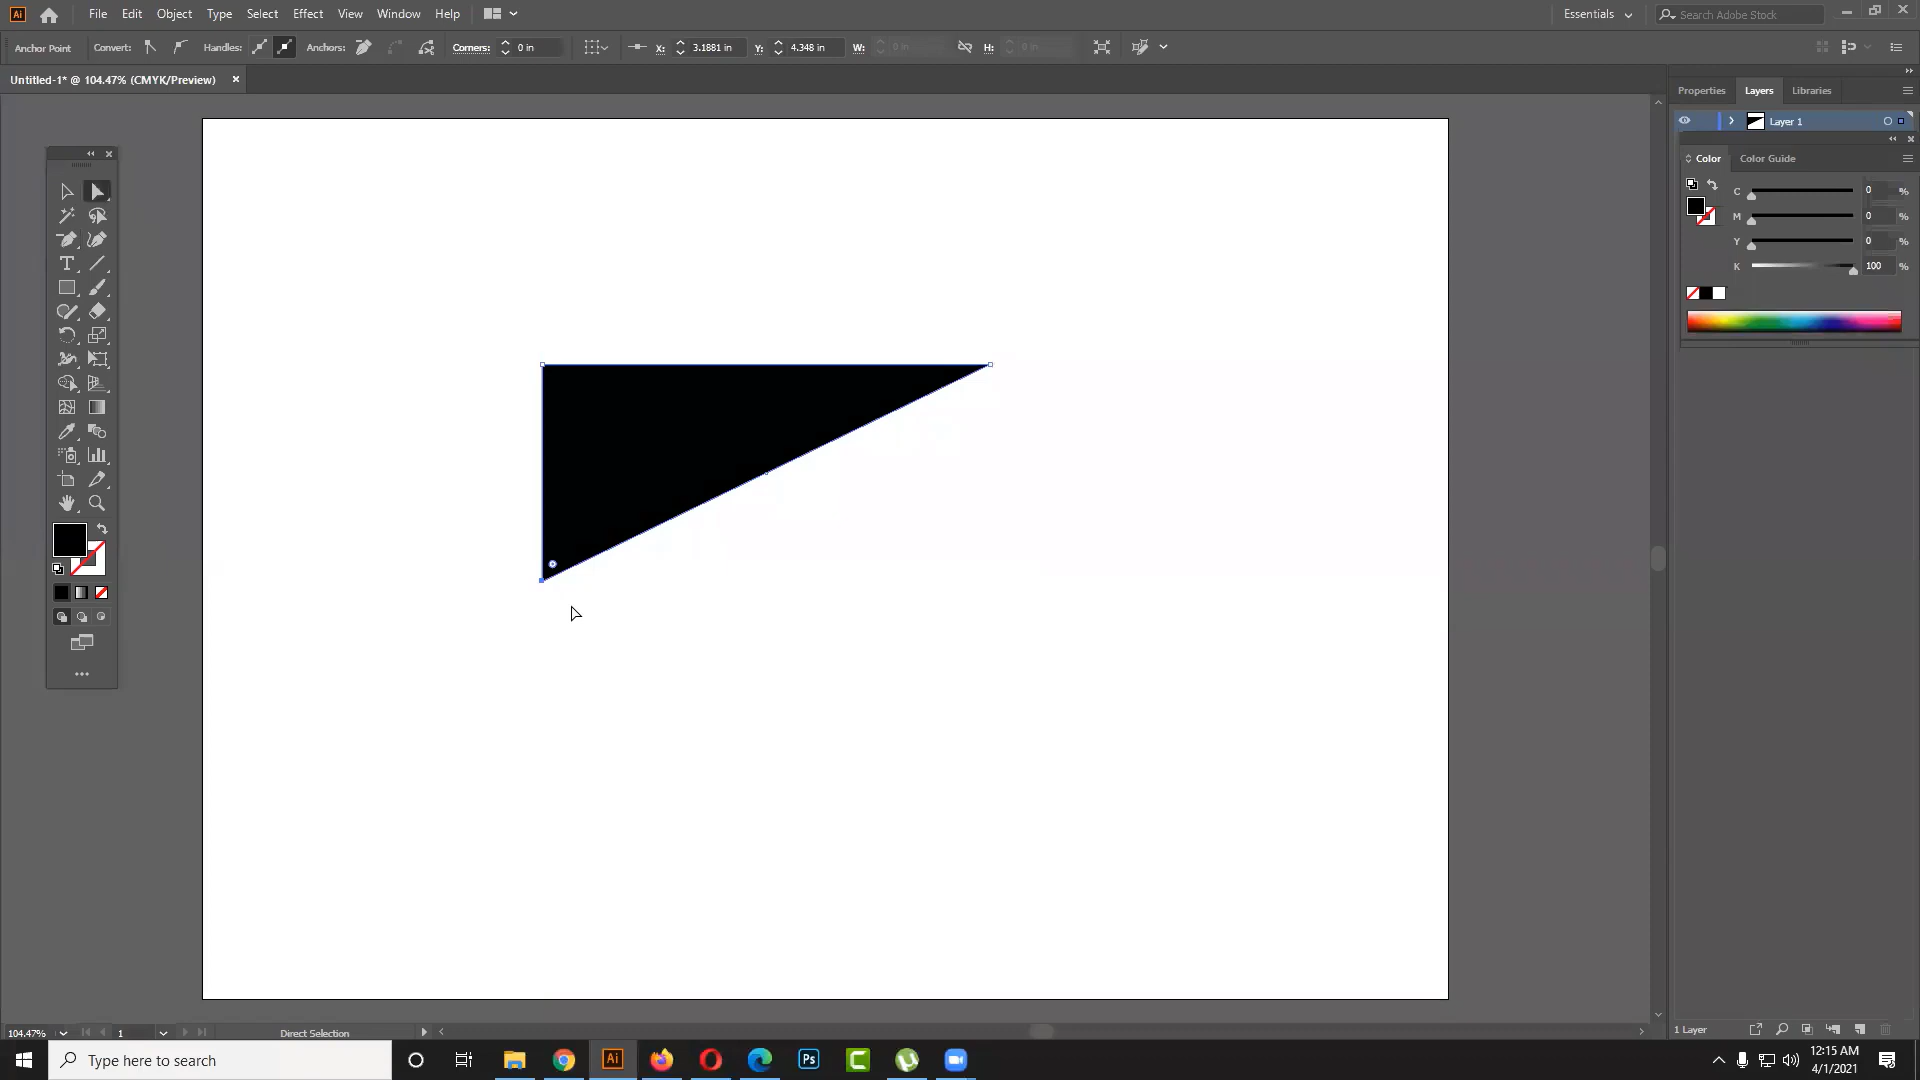 Ai File Edit Object Type Select Effect View Window Help Essentials Search Adobe Stock
Anchor Point Convert: Handles: Anchors: Corners: 0 in X: 3.1881 in Y: 4.348 in W: 0 in H: 0 in
Untitled-1* @ 104.47% (CMYK/Preview)
Properties Layers Libraries
Layer 1
Color Color Guide
C 0 %
M 0 %
Y 0 %
K 100 %
1 Layer
104.47% 1 Direct Selection
Type here to search
Ai Ps C
12:15 AM
4/1/2021